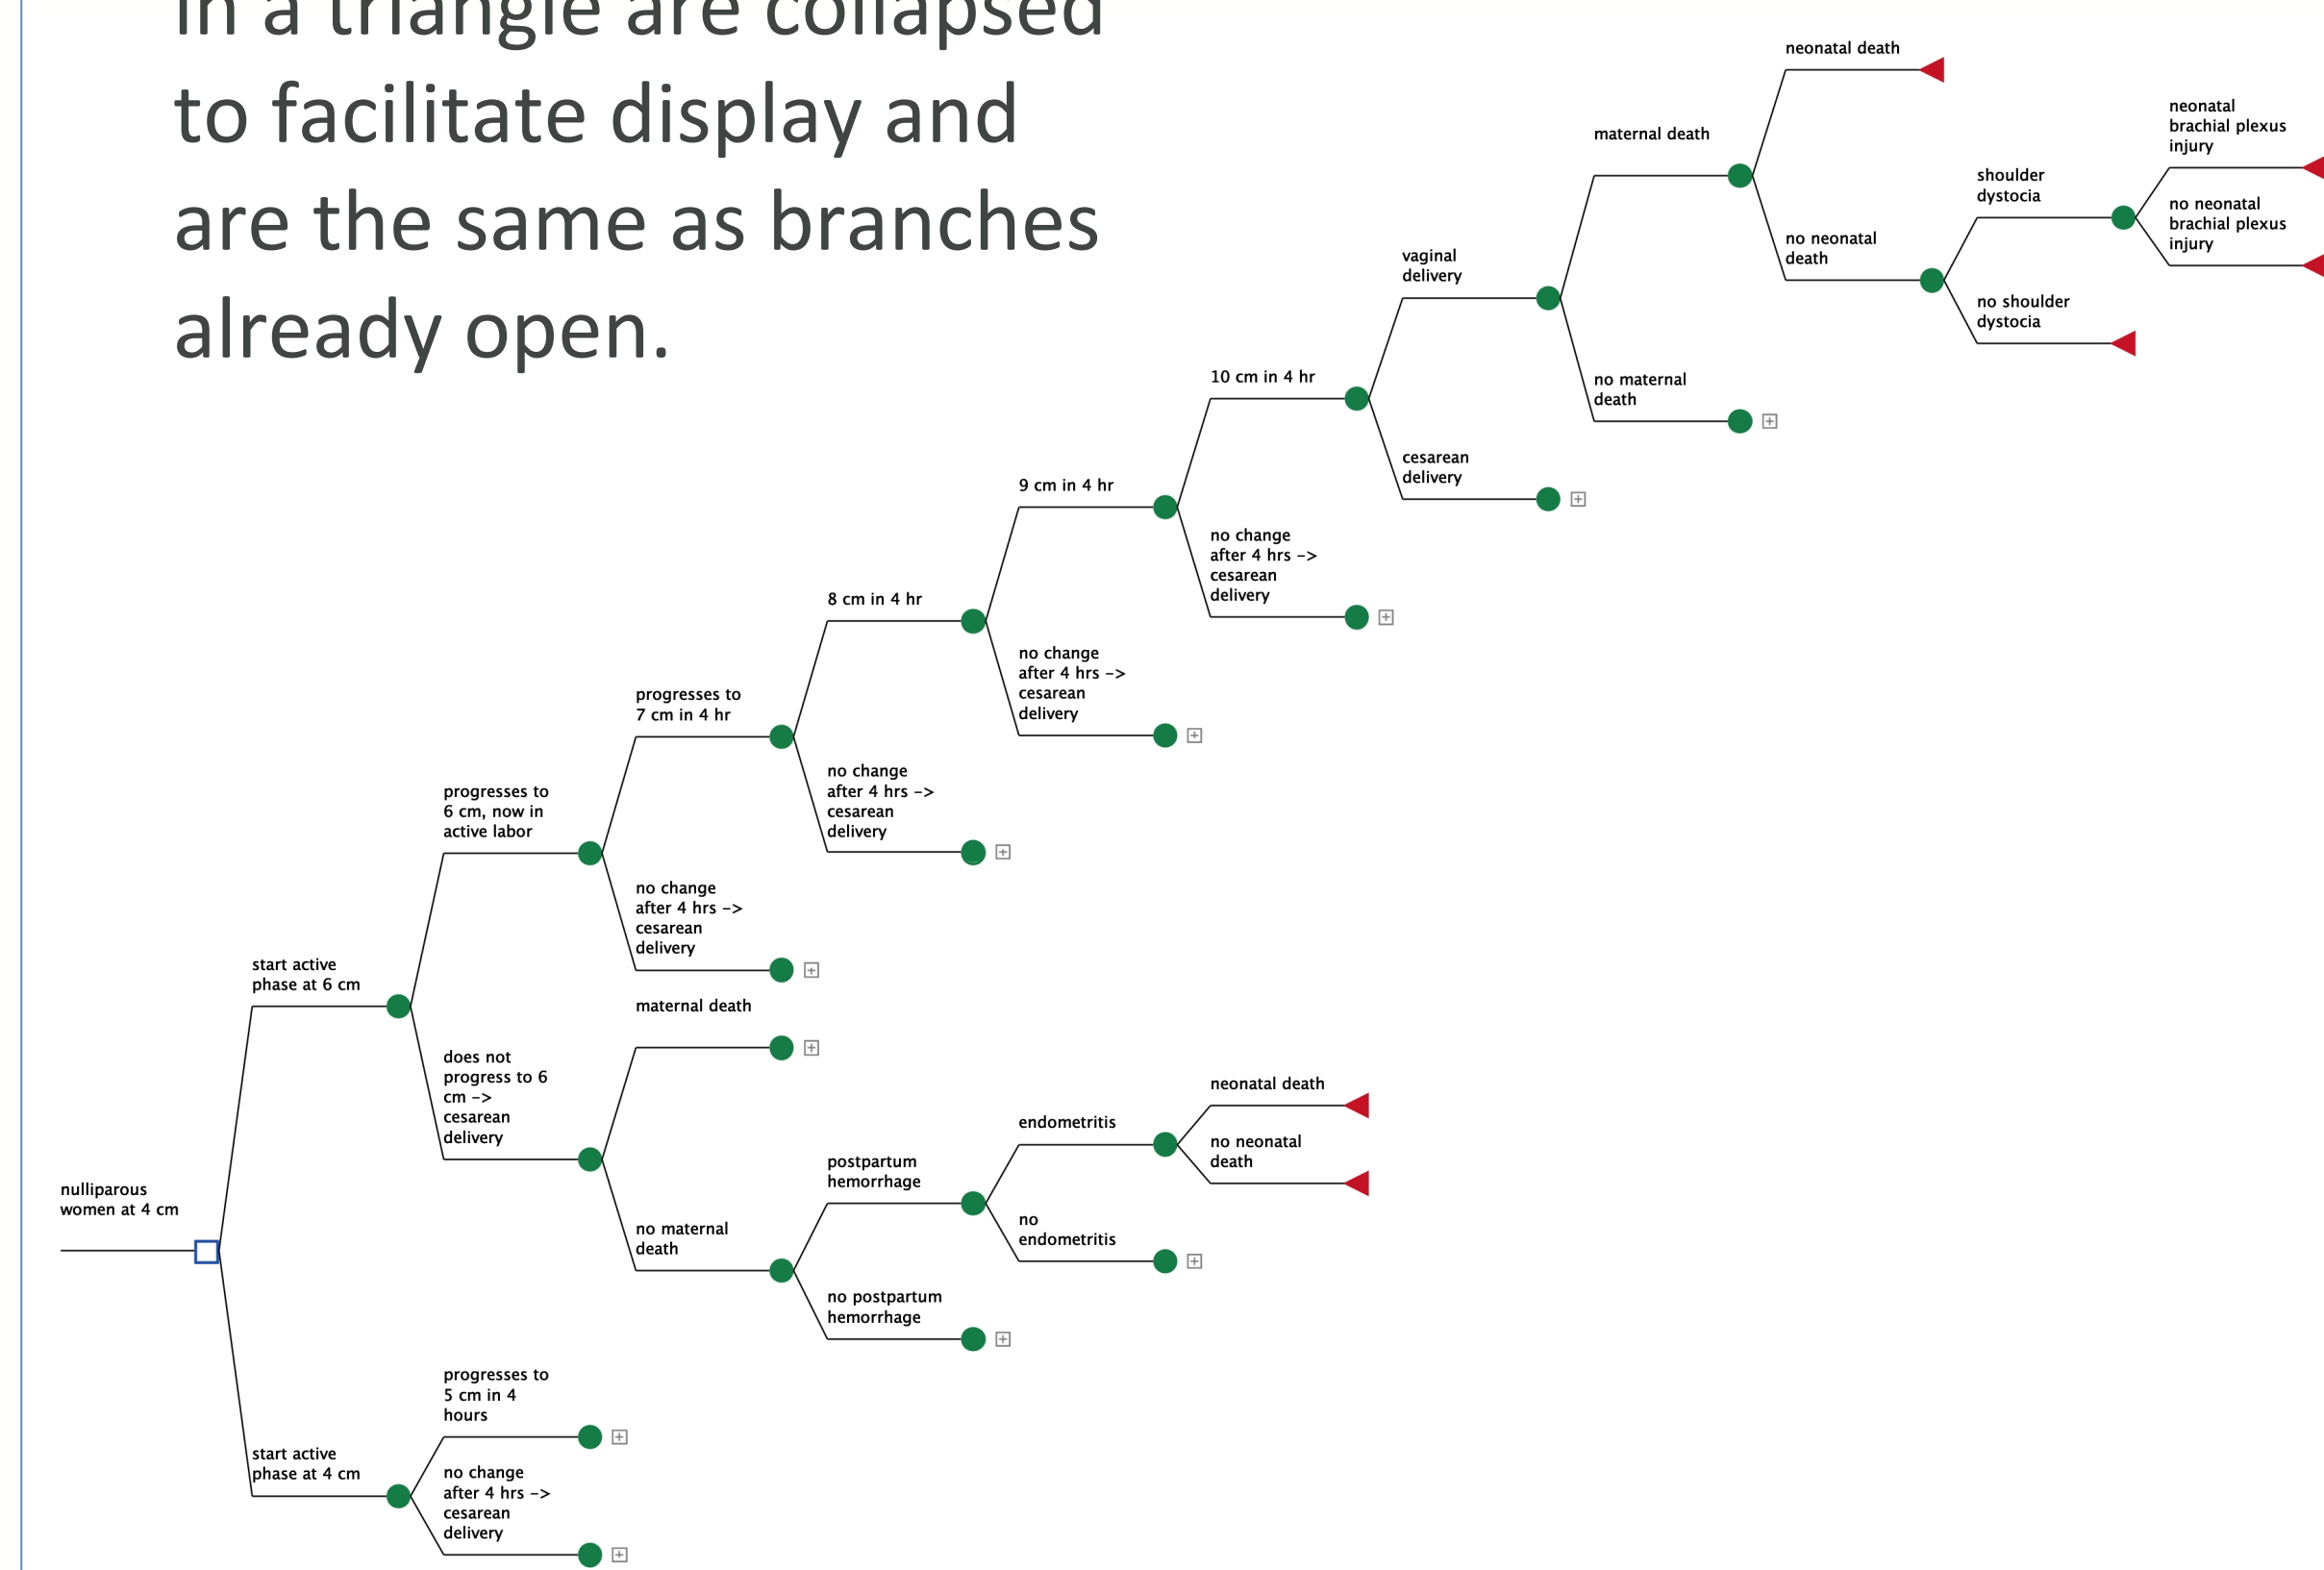 in a triangle are collapsed
to facilitate display and
are the same as branches
already open.
neonatal death
neonatal
brachial plexus
injury
maternal death
shoulder
dystocia
no neonatal
brachial plexus
injury
no neonatal
death
vaginal
delivery
no shoulder
dystocia
10 cm in 4 hr
no maternal
death
cesarean
delivery
9 cm in 4 hr
no change
after 4 hrs ->
cesarean
delivery
8 cm in 4 hr
no change
after 4 hrs ->
cesarean
delivery
progresses to
7 cm in 4 hr
no change
after 4 hrs ->
cesarean
delivery
progresses to
6 cm, now in
active labor
no change
after 4 hrs ->
cesarean
delivery
start active
phase at 6 cm
maternal death
does not
progress to 6
cm ->
cesarean
delivery
neonatal death
endometritis
no neonatal
death
postpartum
hemorrhage
nulliparous
women at 4 cm
no maternal
death
no
endometritis
no postpartum
hemorrhage
progresses to
5 cm in 4
hours
start active
phase at 4 cm
no change
after 4 hrs ->
cesarean
delivery